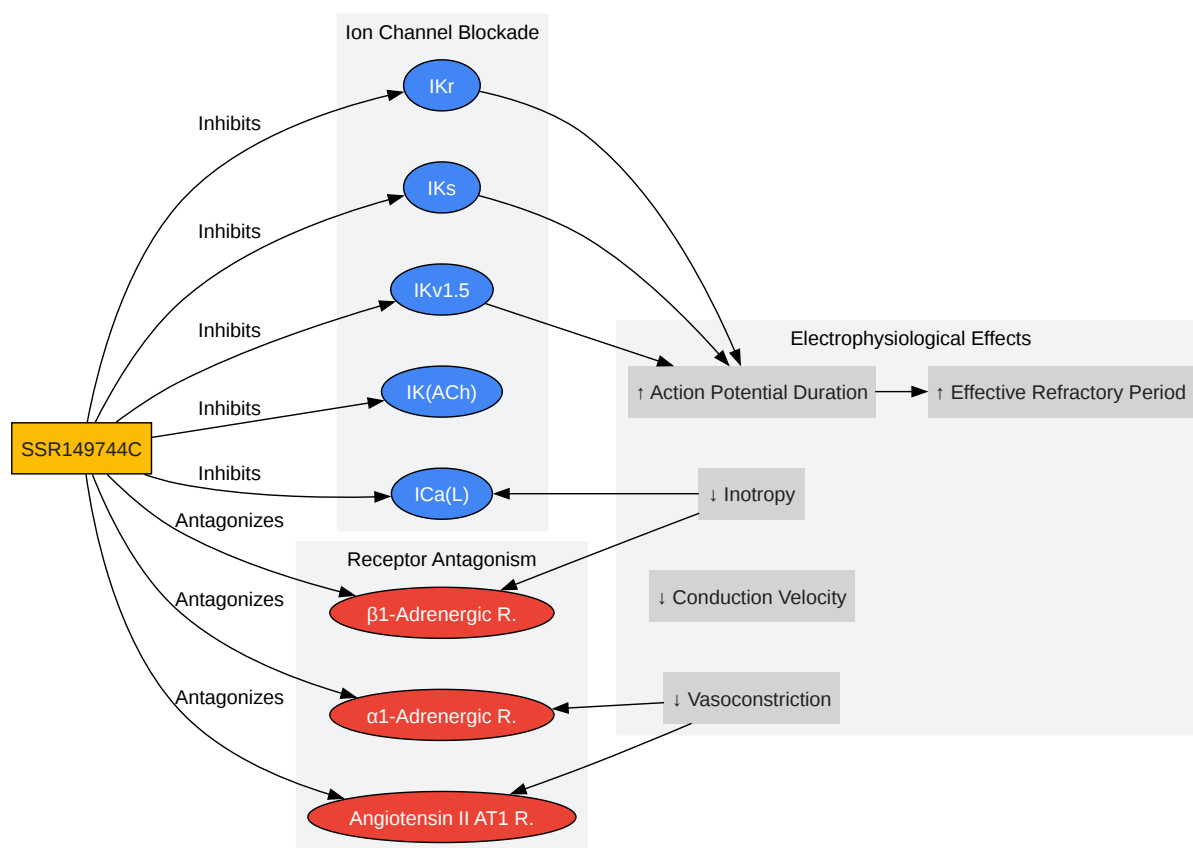 Ion Channel Blockade
IKr
Inhibits
IKs
Inhibits
IKv1.5
Inhibits
Electrophysiological Effects
↑ Action Potential Duration
↑ Effective Refractory Period
IK(ACh)
Inhibits
SSR149744C
Inhibits
ICa(L)
↓ Inotropy
Antagonizes
Receptor Antagonism
β1-Adrenergic R.
↓ Conduction Velocity
Antagonizes
Antagonizes
↓ Vasoconstriction
α1-Adrenergic R.
Angiotensin II AT1 R.